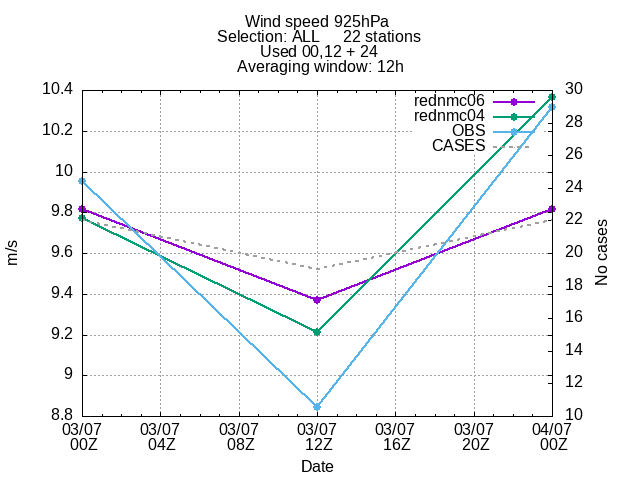 Wind speed 925hPa
Selection: ALL 22 stations
Used 00,12 + 24
Averaging window: 12h
rednmc06
rednmc04
OBS
CASES
10.4
10.2
10
9.8
9.6
9.4
9.2
9
8.8
30
28
26
24
22
20
18
16
14
12
10
m/s
No cases
03/07 03/07 03/07 03/07 03/07 03/07 04/07
00Z 04Z 08Z 12Z 16Z 20Z 00Z
Date